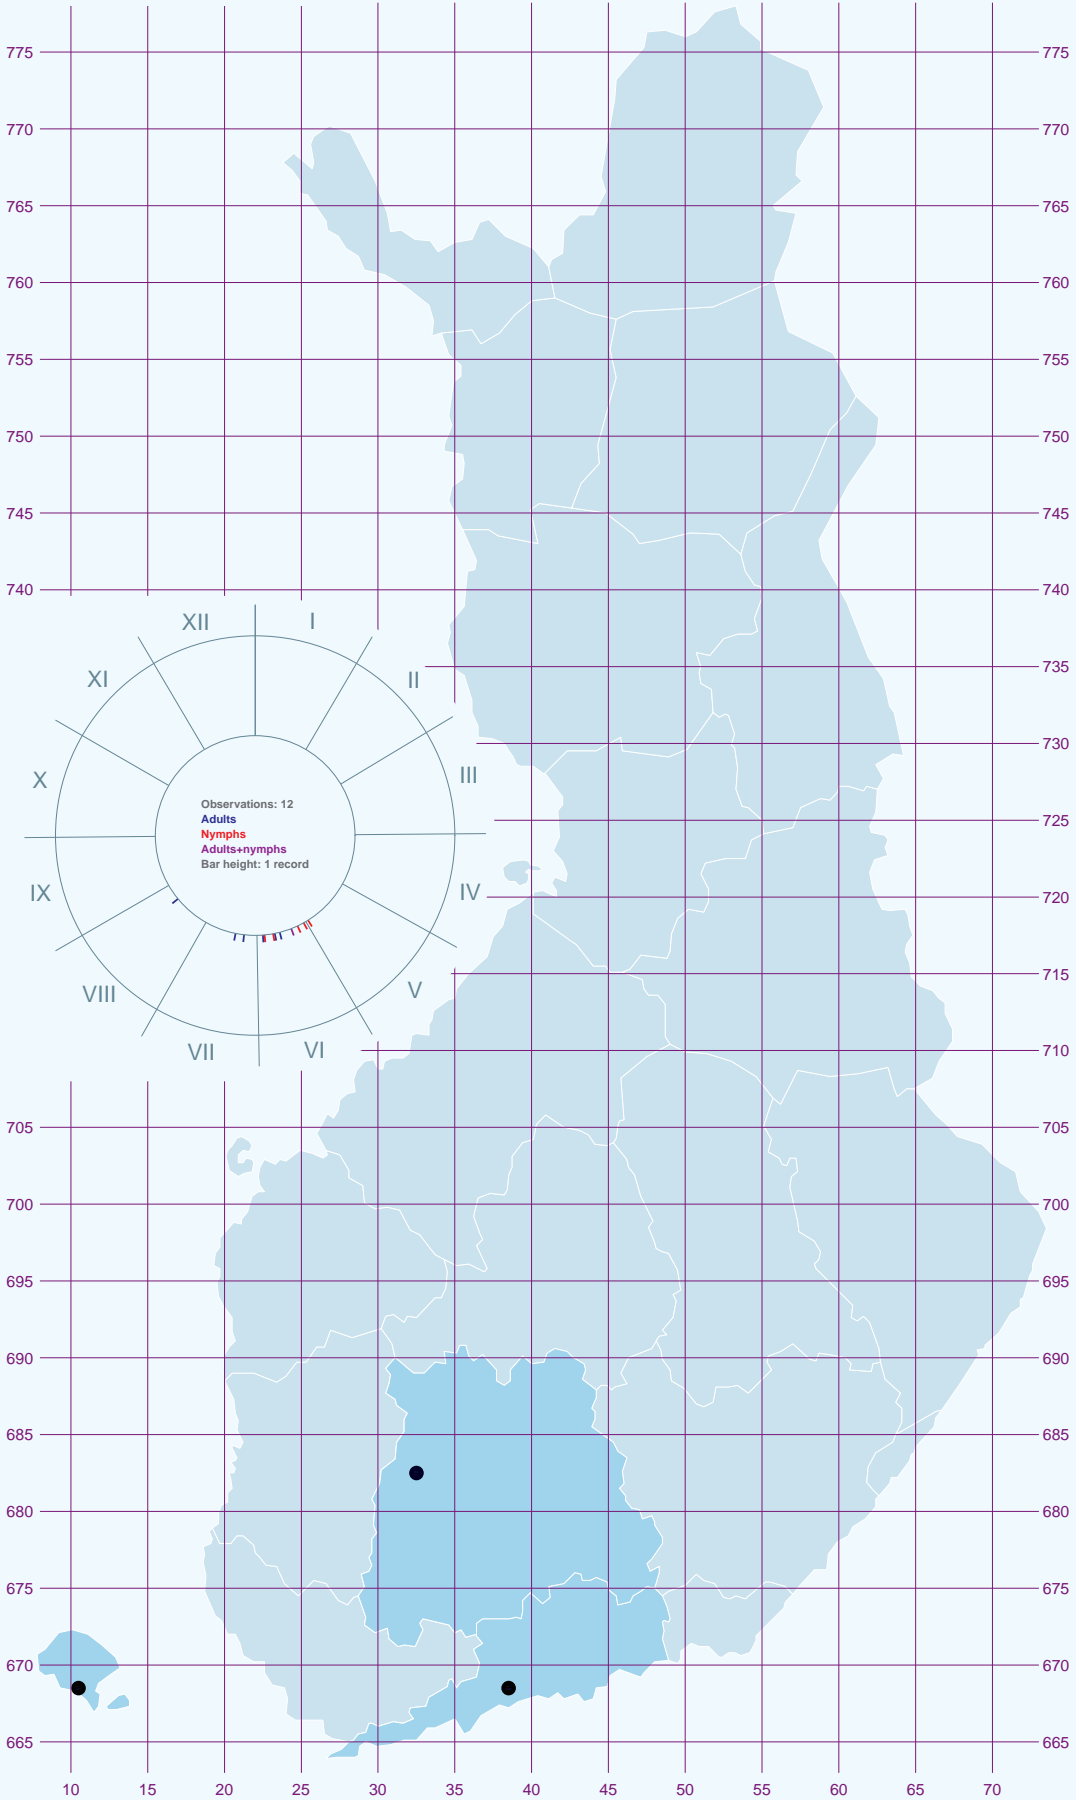 775 775
770 770
765 765
760 760
755 755
750 750
745 745
740 740
XII I
735
XI II
730
X III
Observations: 12
Adults
725
Nymphs
Adults+nymphs
Bar height: 1 record
IX IV
720
715
VIII V
VII VI
710
705 705
700 700
695 695
690 690
685 685
680 680
675 675
670 670
665 665
10 15 20 25 30 35 40 45 50 55 60 65 70